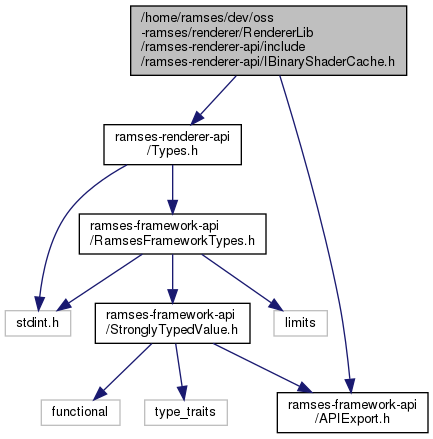 /home/ramses/dev/oss
-ramses/renderer/RendererLib
/ramses-renderer-api/include
/ramses-renderer-api/IBinaryShaderCache.h
ramses-renderer-api
/Types.h
ramses-framework-api
/RamsesFrameworkTypes.h
stdint.h
ramses-framework-api
/StronglyTypedValue.h
limits
functional
type_traits
ramses-framework-api
/APIExport.h